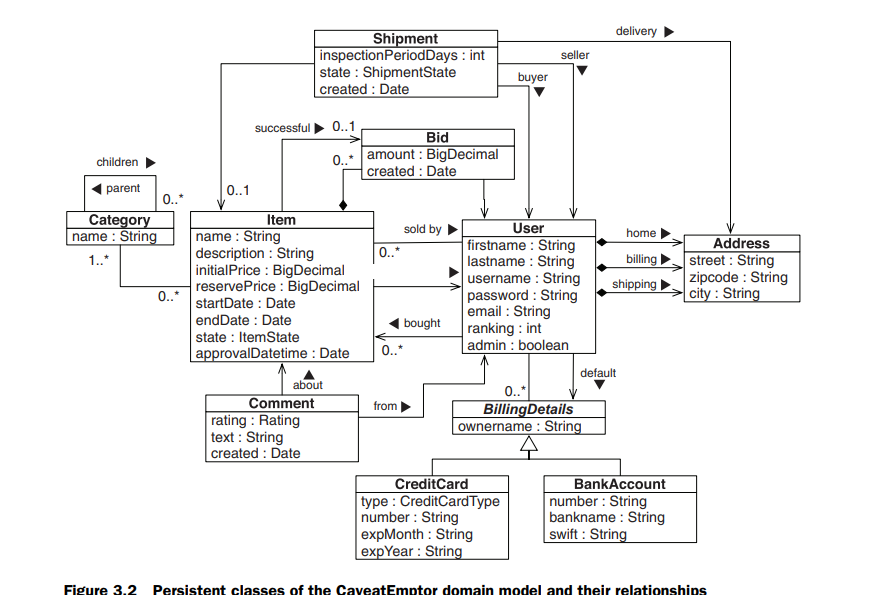 Shipment
inspectionPeriodDays : int
state : ShipmentState
created : Date
delivery
seller
buyer
successful
0..1
Bid
amount : BigDecimal
created : Date
0..*
children
parent
0..*
0..1
Category
name : String
1..*
0..*
Item
name : String
description : String
initialPrice : BigDecimal
reservePrice : BigDecimal
startDate : Date
endDate : Date
state : ItemState
approvalDatetime : Date
sold by
0..*
bought
0..*
User
firstname : String
lastname : String
username : String
password : String
email : String
ranking : int
admin : boolean
home
billing
shipping
Address
street : String
zipcode : String
city : String
about
Comment
rating : Rating
text : String
created : Date
from
0..*
default
BillingDetails
ownername : String
CreditCard
type : CreditCardType
number : String
expMonth : String
expYear : String
BankAccount
number : String
bankname : String
swift : String
Figure 3.2 Persistent classes of the CaveatEmptor domain model and their relationships